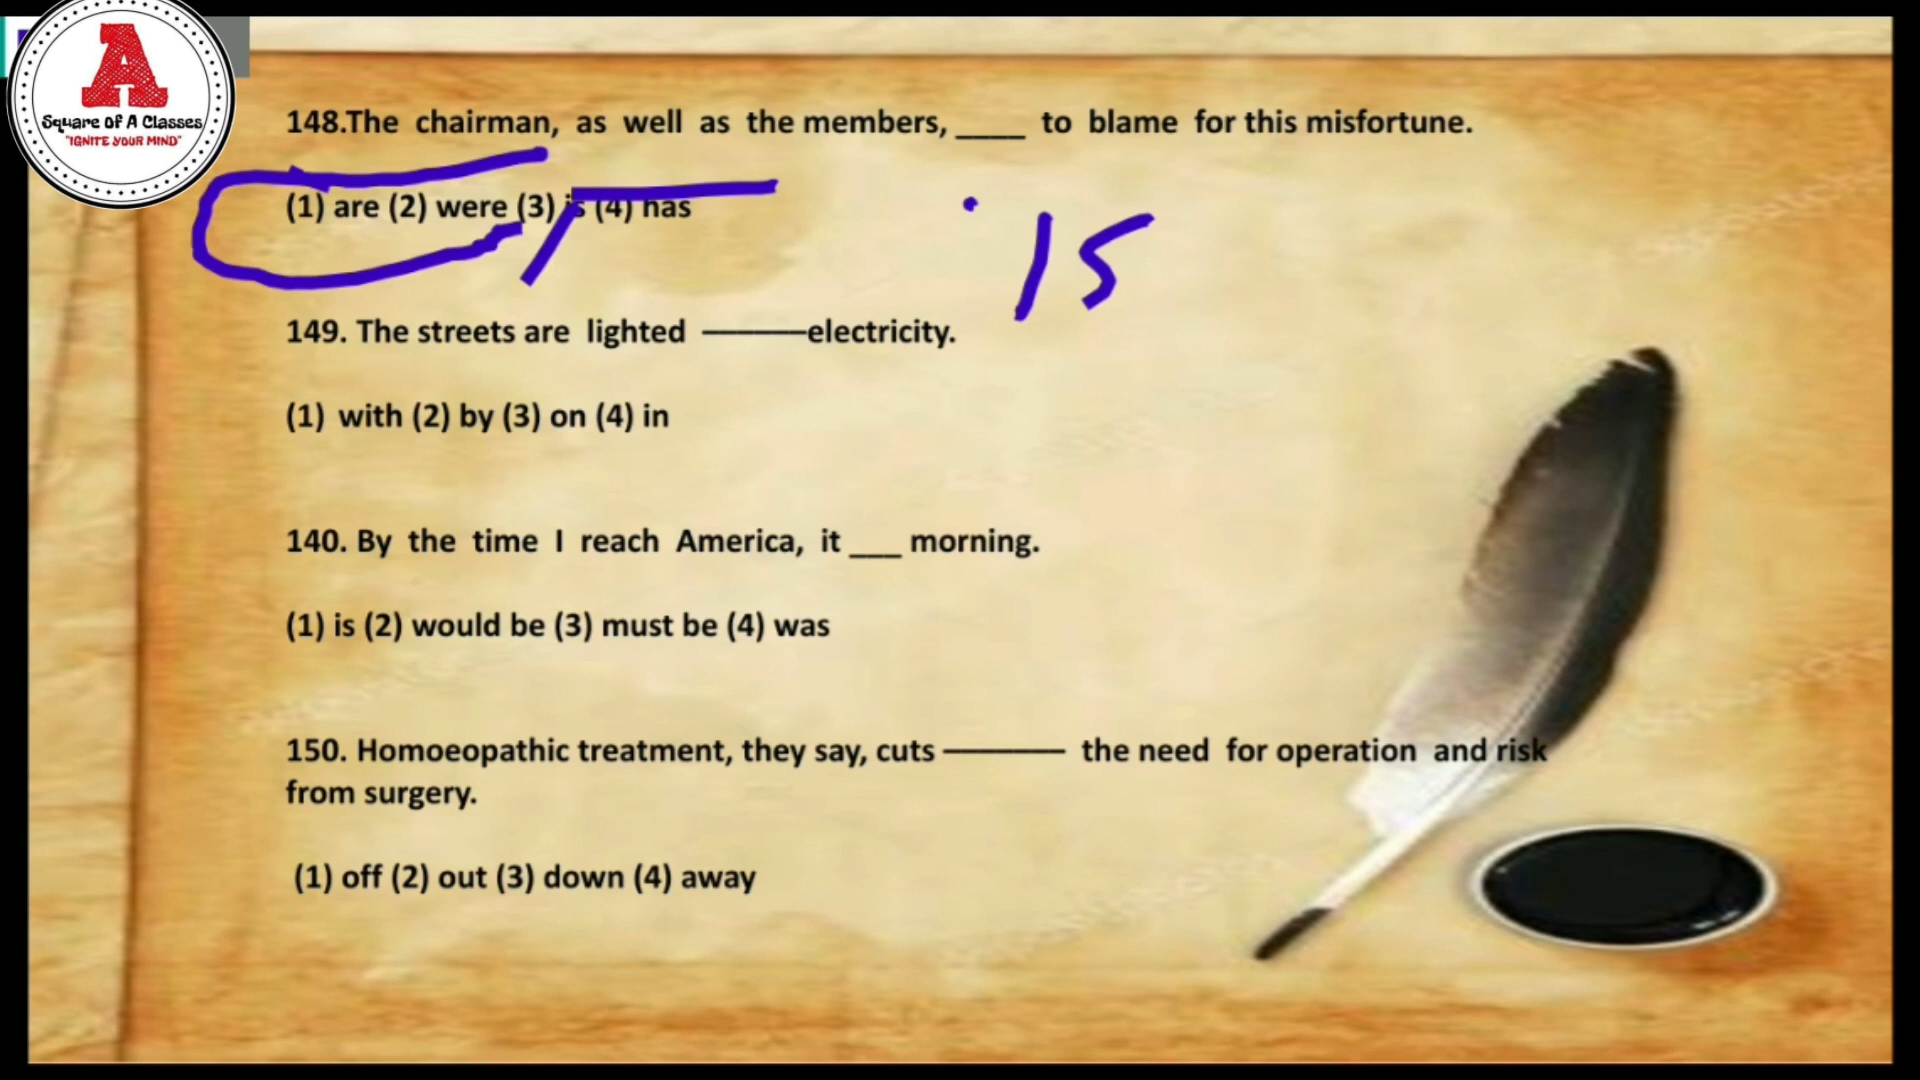 A
Square Of A Classes
"IGNITE YOUR MIND"
148.The chairman, as well as the members, ____ to blame for this misfortune.
(1) are (2) were (3) is (4) has
is
149. The streets are lighted ————electricity.
(1) with (2) by (3) on (4) in
140. By the time I reach America, it ___ morning.
(1) is (2) would be (3) must be (4) was
150. Homoeopathic treatment, they say, cuts ———— the need for operation and risk
from surgery.
(1) off (2) out (3) down (4) away